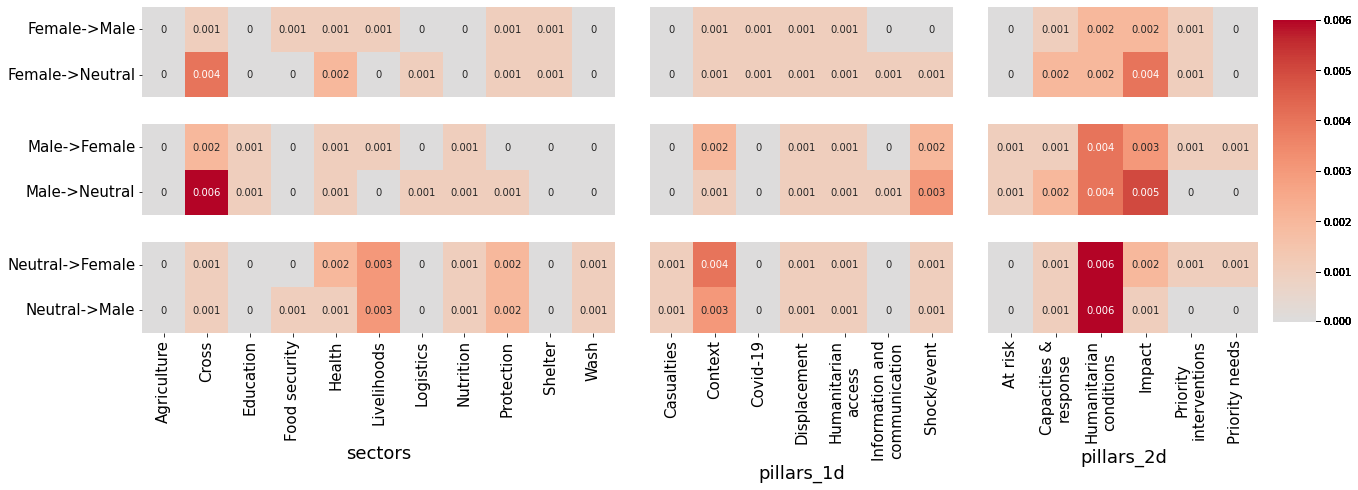 Female->Male 0 0.001 0 0.001 0.001 0.001 0 0 0.001 0.001 0 0 0.001 0.001 0.001 0.001 0 0 0 0.001 0.002 0.002 0.001 0 0.006
Female->Neutral 0 0.004 0 0 0.002 0 0.001 0 0.001 0.001 0 0 0.001 0.001 0.001 0.001 0.001 0.001 0 0.002 0.002 0.004 0.001 0 0.005
0.004
Male->Female 0 0.002 0.001 0 0.001 0.001 0 0.001 0 0 0 0 0.002 0 0.001 0.001 0 0.002 0.001 0.001 0.004 0.003 0.001 0.001
0.003
Male->Neutral 0 0.006 0.001 0 0.001 0 0.001 0.001 0.001 0 0 0 0.001 0 0.001 0.001 0.001 0.003 0.001 0.002 0.004 0.005 0 0
0.002
Neutral->Female 0 0.001 0 0 0.002 0.003 0 0.001 0.002 0 0.001 0.001 0.004 0 0.001 0.001 0 0.001 0 0.001 0.006 0.002 0.001 0.001
0.001
Neutral->Male 0 0.001 0 0.001 0.001 0.003 0 0.001 0.002 0 0.001 0.001 0.003 0 0.001 0.001 0 0.001 0 0.001 0.006 0.001 0 0
0.000
Agriculture
Cross
Education
Food security
Health
Livelihoods
Logistics
Nutrition
Protection
Shelter
Wash
sectors
Casualties
Context
Covid-19
Displacement
Humanitarian
access
Information and
communication
Shock/event
pillars_1d
At risk
Capacities &
response
Humanitarian
conditions
Impact
Priority
interventions
Priority needs
pillars_2d